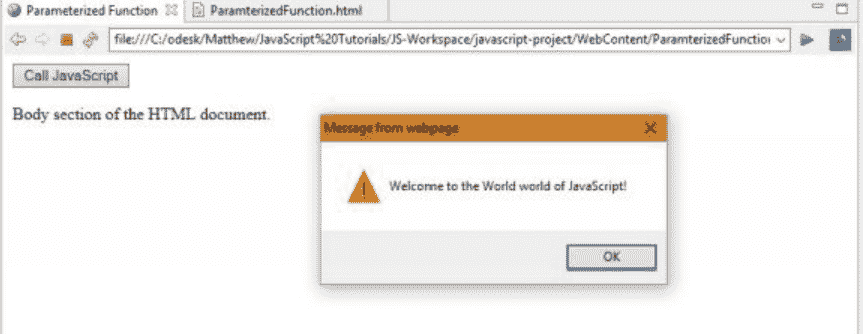 Parameterized Function
ParamterizedFunction.html
file:///C:/odesk/Matthew/JavaScript%20Tutorials/JS-Workspace/javascript-project/WebContent/ParamterizedFunction
Call JavaScript
Body section of the HTML document.
Message from webpage
Welcome to the World world of JavaScript!
OK